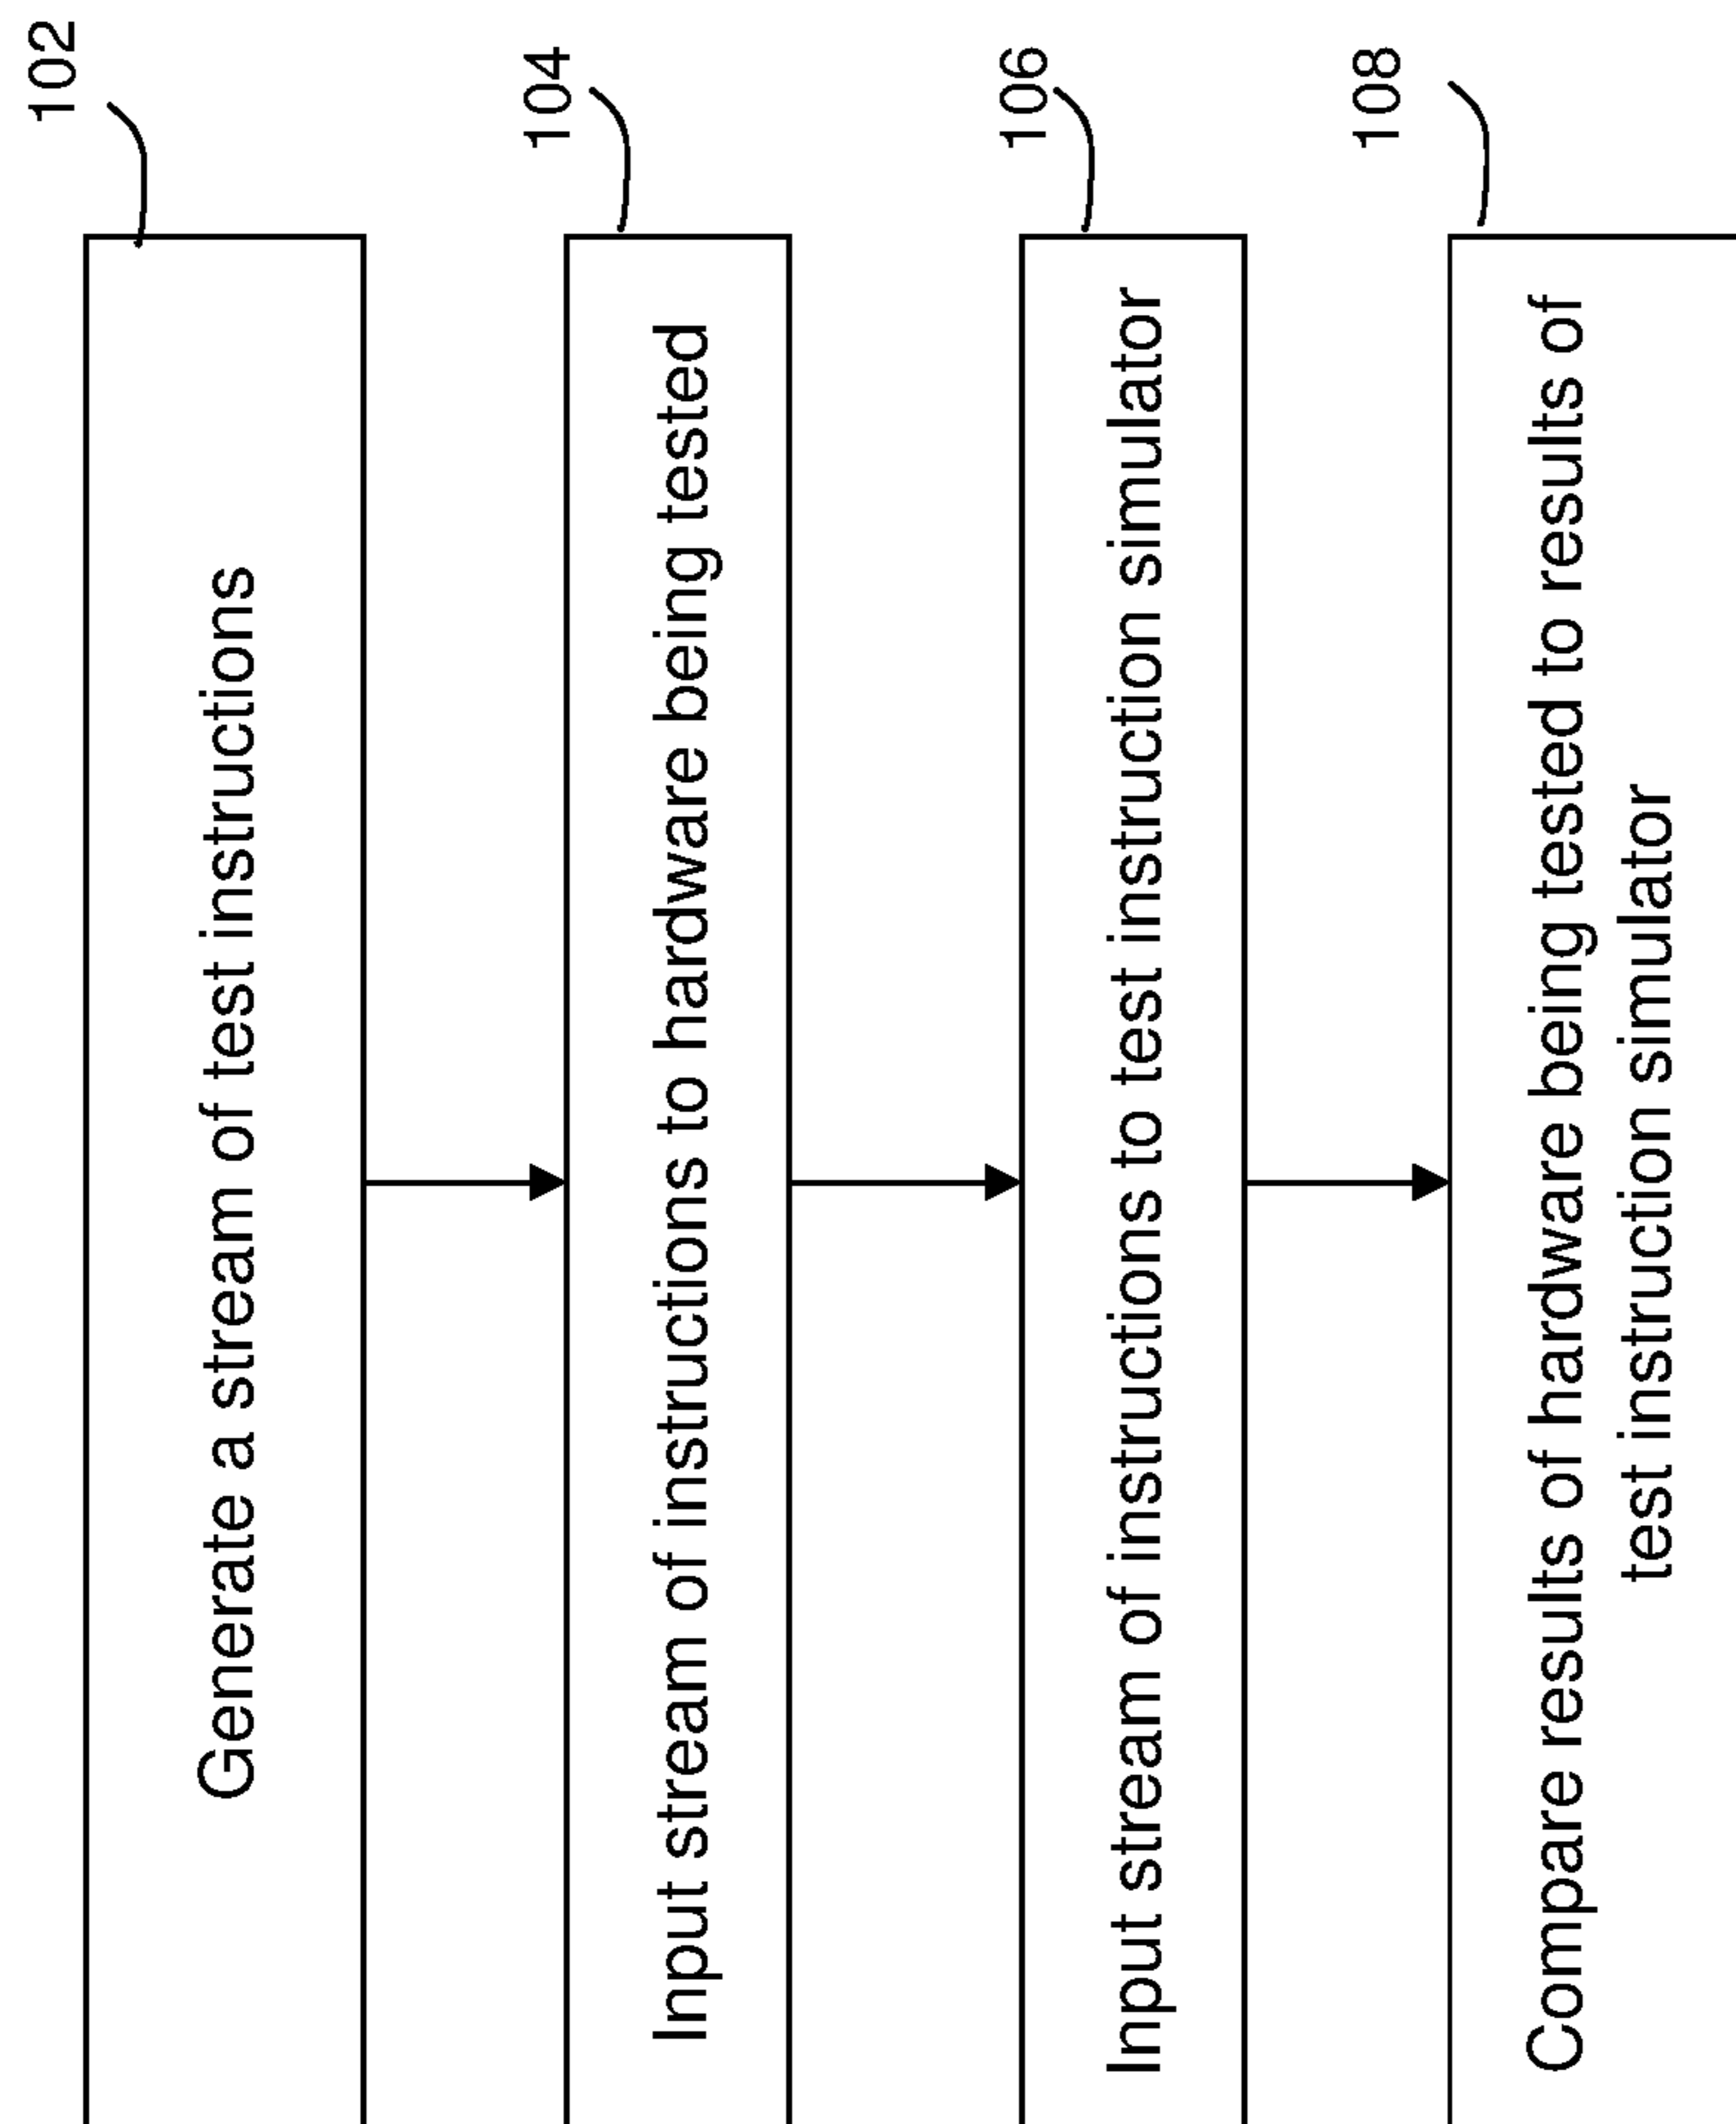 102
Generate a stream of test instructions
104
Input stream of instructions to hardware being tested
106
Input stream of instructions to test instruction simulator
108
Compare results of hardware being tested to results of
test instruction simulator